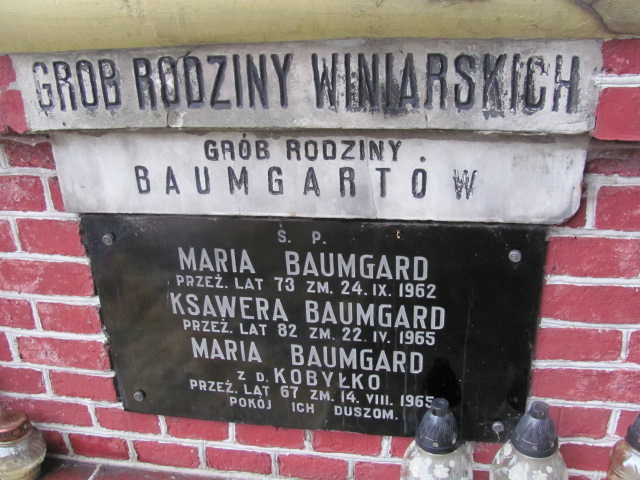 GRÓB RODZINY WINIARSKICH
GRÓB RODZINY
BAUMGARTÓW
Ś. P.
MARIA BAUMGARD
PRZEŻ. LAT 73 ZM. 24. IX. 1962
KSAWERA BAUMGARD
PRZEŻ. LAT 82 ZM. 22. IV. 1965
MARIA BAUMGARD
Z D. KOBYŁKO
PRZEŻ. LAT 67 ZM. 14. VIII. 1965
POKÓJ ICH DUSZOM.